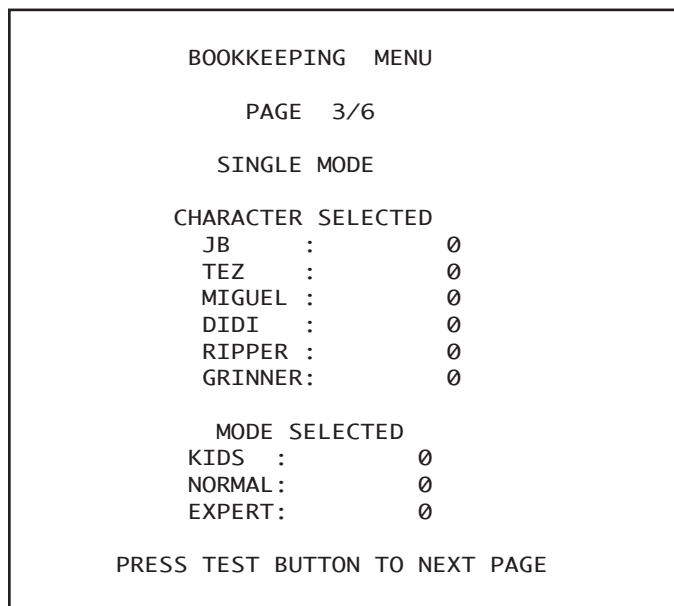 BOOKKEEPING MENU
PAGE 3/6
SINGLE MODE
CHARACTER SELECTED
JB : 0
TEZ : 0
MIGUEL : 0
DIDI : 0
RIPPER : 0
GRINNER: 0
MODE SELECTED
KIDS : 0
NORMAL: 0
EXPERT: 0
PRESS TEST BUTTON TO NEXT PAGE